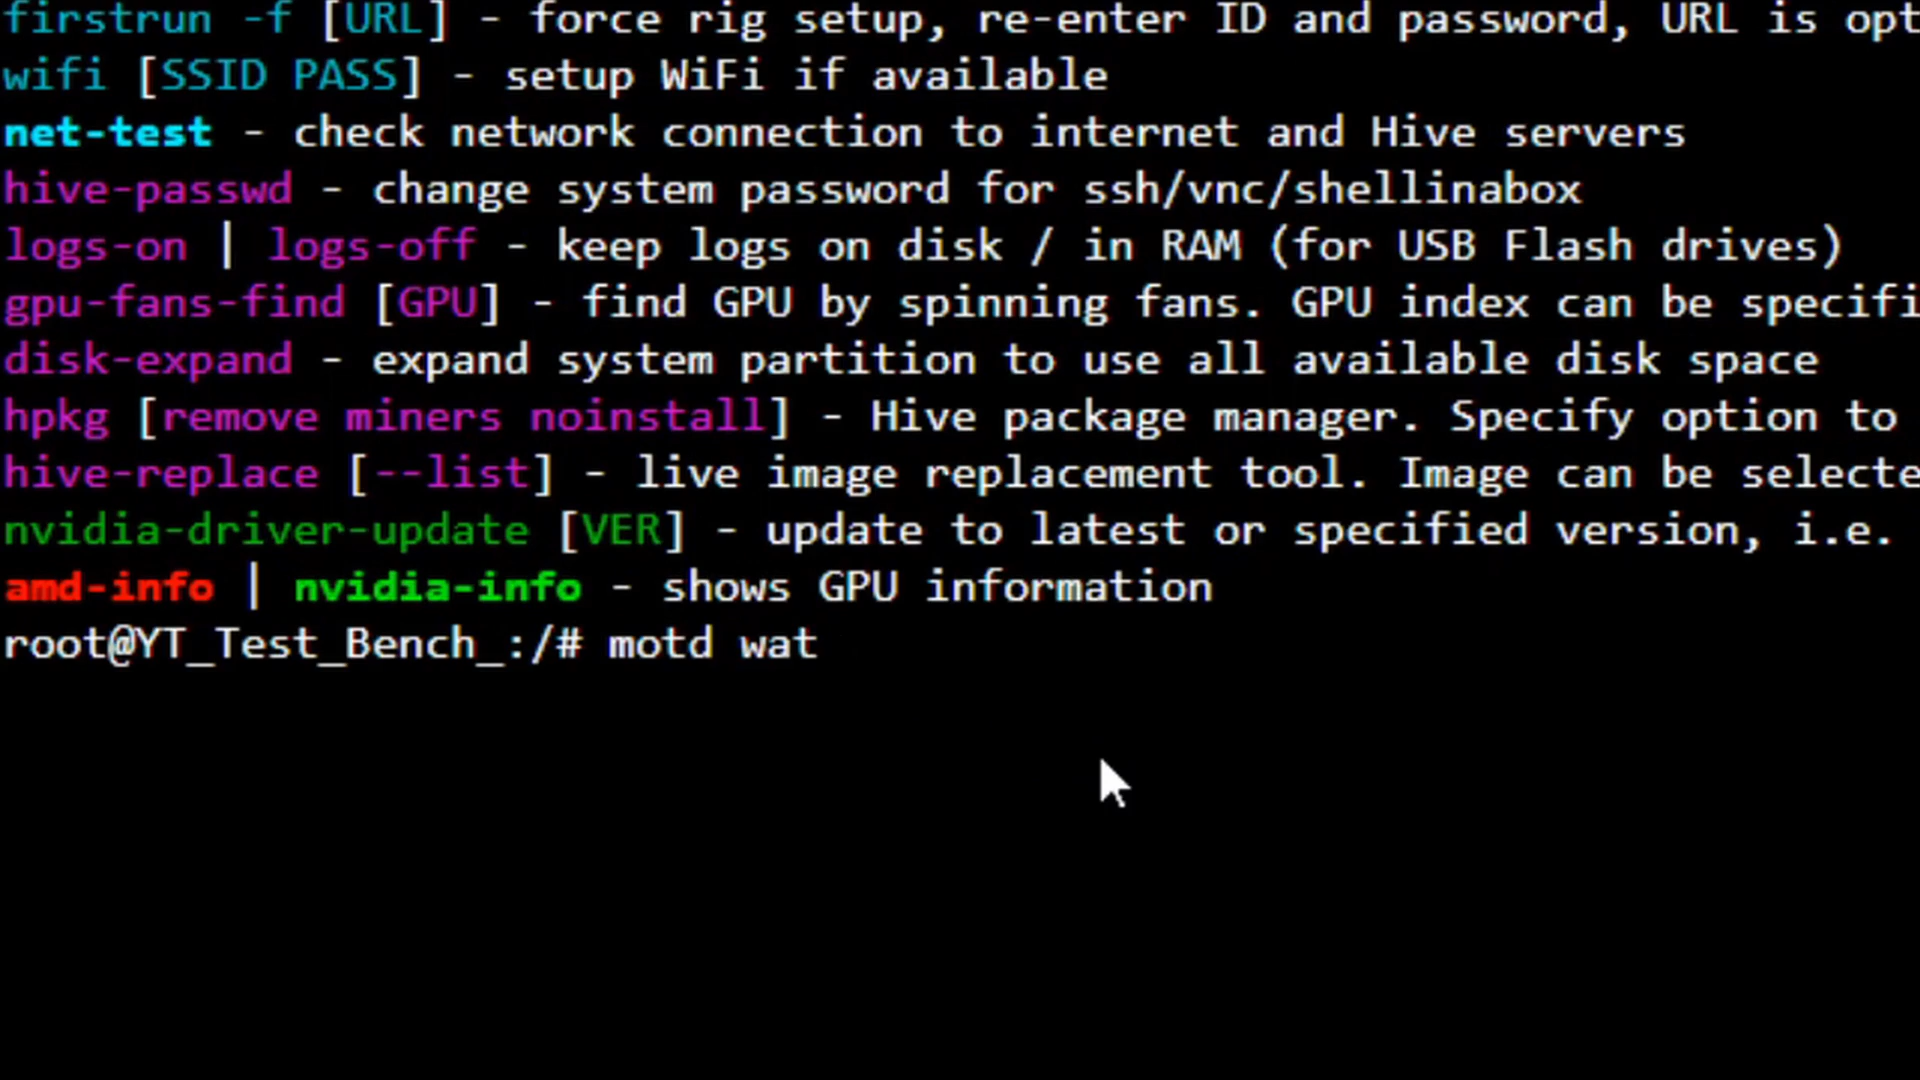 firstrun -f [URL] - force rig setup, re-enter ID and password, URL is opt
wifi [SSID PASS] - setup WiFi if available
net-test - check network connection to internet and Hive servers
hive-passwd - change system password for ssh/vnc/shellinabox
logs-on | logs-off - keep logs on disk / in RAM (for USB Flash drives)
gpu-fans-find [GPU] - find GPU by spinning fans. GPU index can be specifi
disk-expand - expand system partition to use all available disk space
hpkg [remove miners noinstall] - Hive package manager. Specify option to
hive-replace [--list] - live image replacement tool. Image can be selecte
nvidia-driver-update [VER] - update to latest or specified version, i.e.
amd-info | nvidia-info - shows GPU information
root@YT_Test_Bench_:/# motd wat